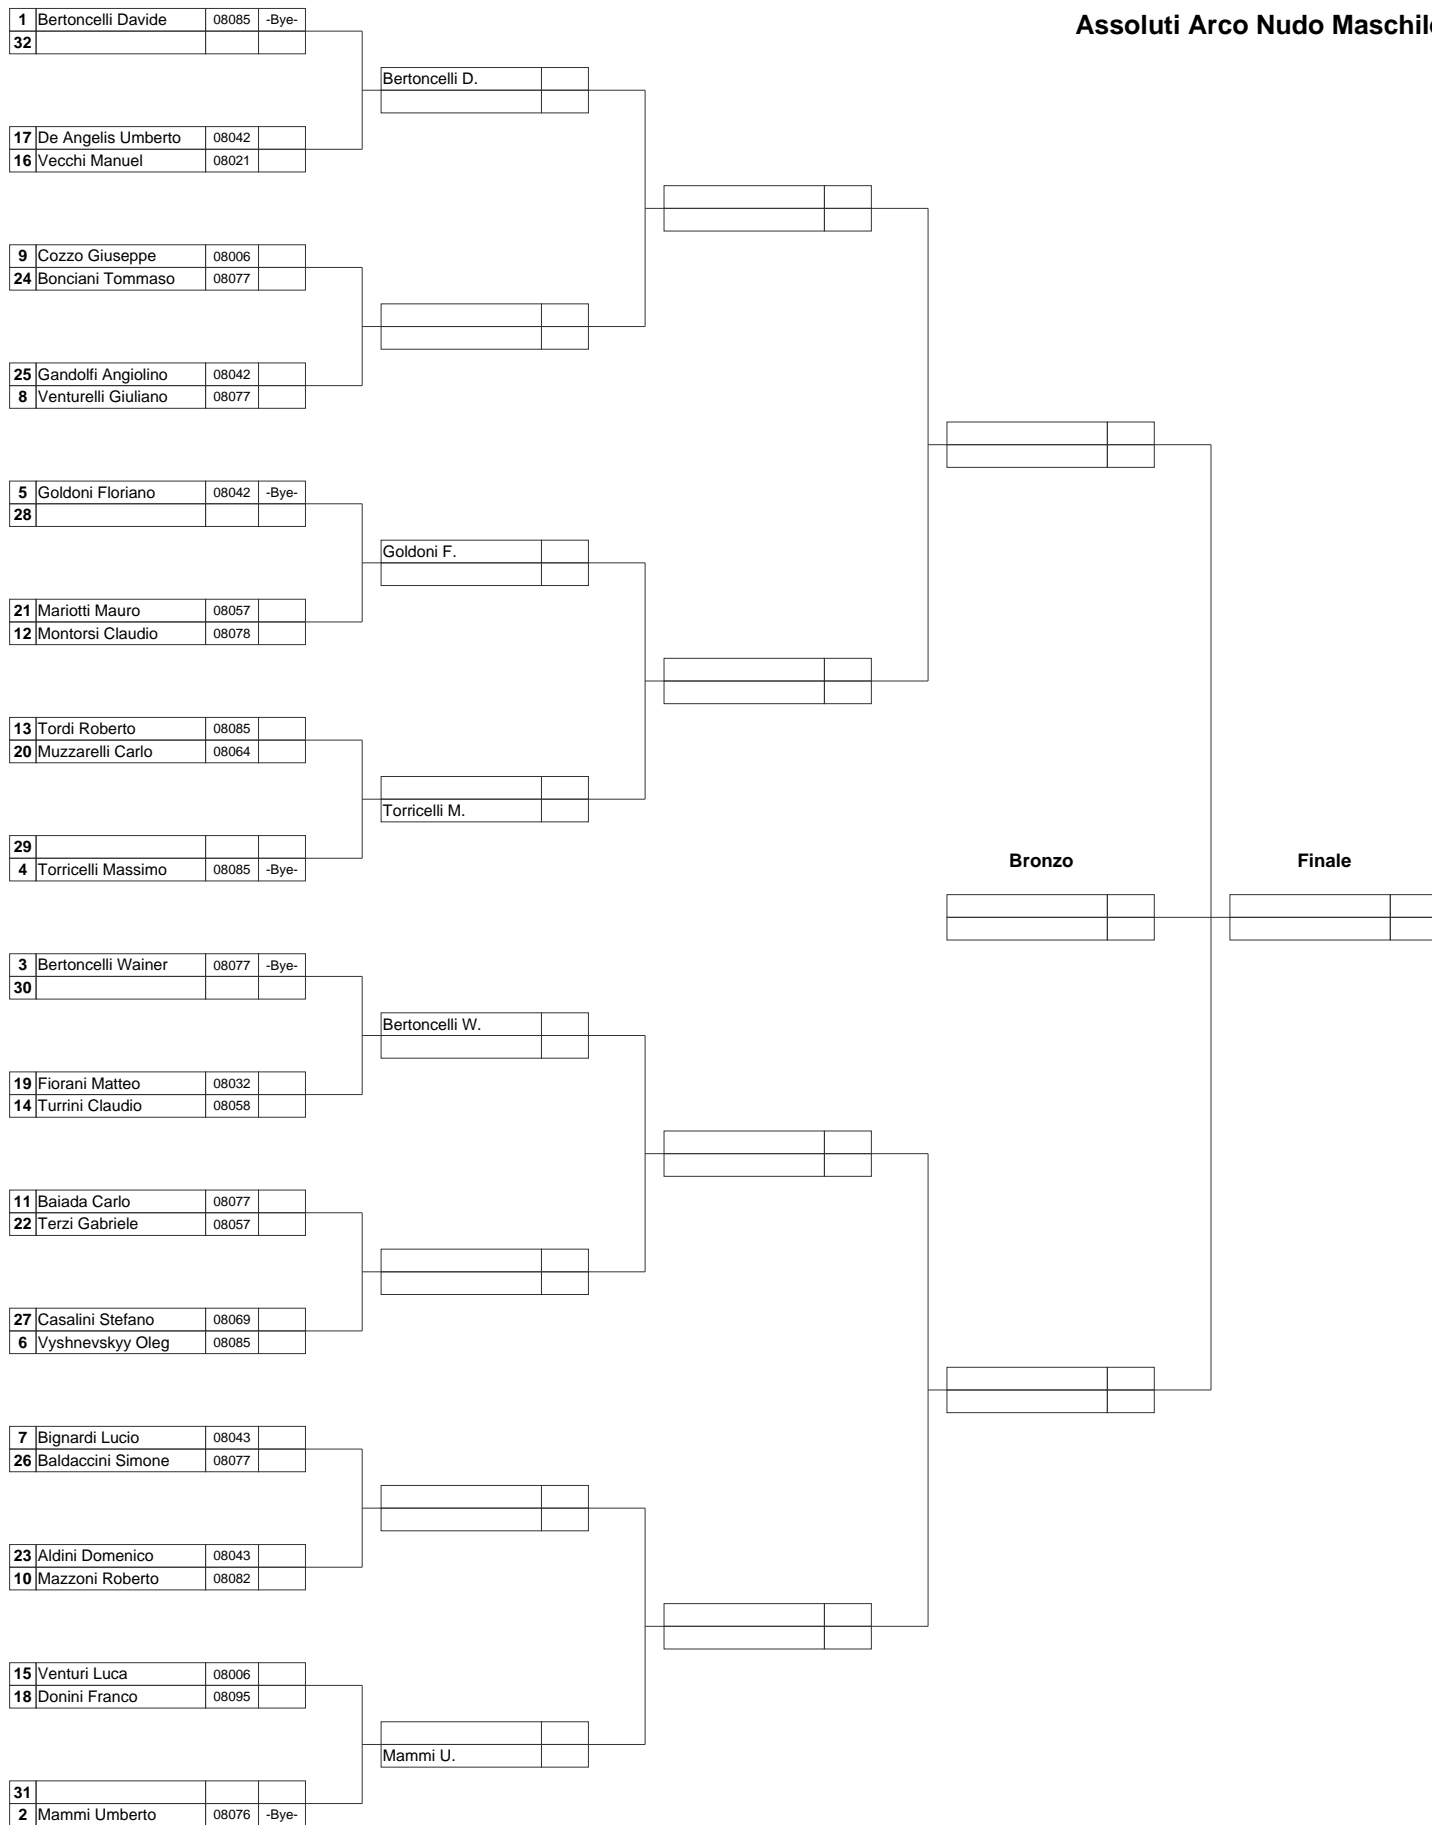 Assoluti Arco Nudo Maschile
1 Bertoncelli Davide 08085 -Bye-
32
Bertoncelli D.
17 De Angelis Umberto 08042
16 Vecchi Manuel 08021
9 Cozzo Giuseppe 08006
24 Bonciani Tommaso 08077
25 Gandolfi Angiolino 08042
8 Venturelli Giuliano 08077
5 Goldoni Floriano 08042 -Bye-
28
Goldoni F.
21 Mariotti Mauro 08057
12 Montorsi Claudio 08078
13 Tordi Roberto 08085
20 Muzzarelli Carlo 08064
Torricelli M.
29
4 Torricelli Massimo 08085 -Bye-
Bronzo
Finale
3 Bertoncelli Wainer 08077 -Bye-
30
Bertoncelli W.
19 Fiorani Matteo 08032
14 Turrini Claudio 08058
11 Baiada Carlo 08077
22 Terzi Gabriele 08057
27 Casalini Stefano 08069
6 Vyshnevskyy Oleg 08085
7 Bignardi Lucio 08043
26 Baldaccini Simone 08077
23 Aldini Domenico 08043
10 Mazzoni Roberto 08082
15 Venturi Luca 08006
18 Donini Franco 08095
Mammi U.
31
2 Mammi Umberto 08076 -Bye-